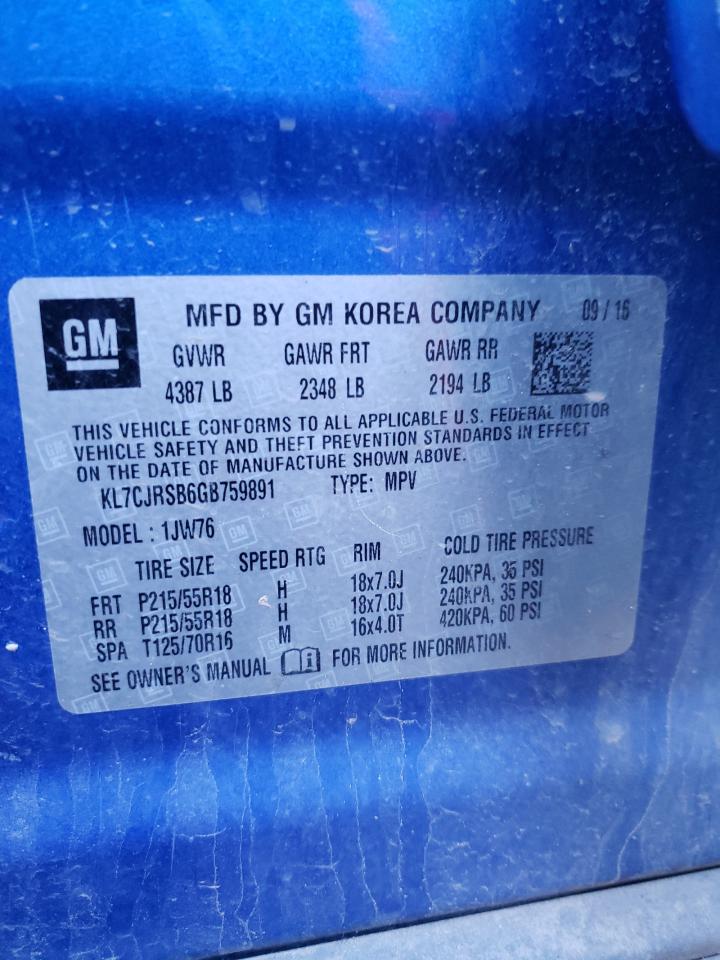 GM
MFD BY GM KOREA COMPANY 09/16
GVWR GAWR FRT GAWR RR
4387 LB 2348 LB 2194 LB
THIS VEHICLE CONFORMS TO ALL APPLICABLE U.S. FEDERAL MOTOR
VEHICLE SAFETY AND THEFT PREVENTION STANDARDS IN EFFECT
ON THE DATE OF MANUFACTURE SHOWN ABOVE.
KL7CJRSB6GB759891 TYPE: MPV
MODEL : 1JW76
TIRE SIZE SPEED RTG RIM COLD TIRE PRESSURE
FRT P215/55R18 H 18x7.0J 240KPA, 35 PSI
RR P215/55R18 H 18x7.0J 240KPA, 35 PSI
SPA T125/70R16 M 16x4.0T 420KPA, 60 PSI
SEE OWNER'S MANUAL FOR MORE INFORMATION.